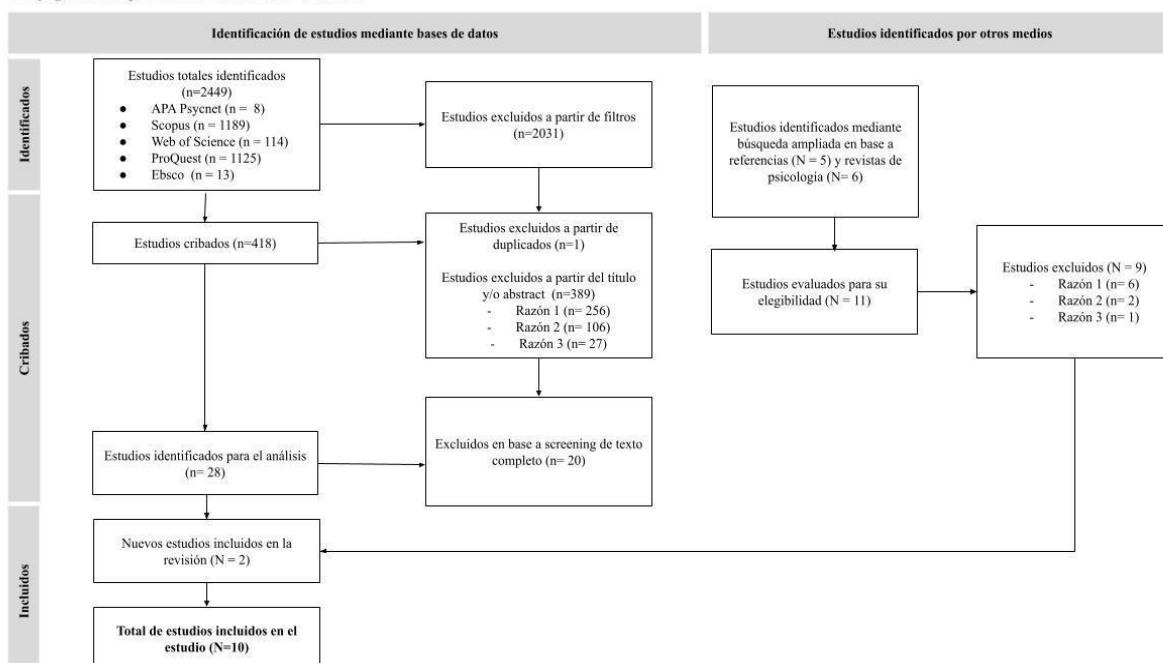 Identificación de estudios mediante bases de datos
Estudios identificados por otros medios
Identificados
Estudios totales identificados
(n=2449)
● APA Psycnet (n = 8)
● Scopus (n = 1189)
● Web of Science (n = 114)
● ProQuest (n = 1125)
● Ebsco (n = 13)
Estudios excluidos a partir de filtros
(n=2031)
Estudios identificados mediante
búsqueda ampliada en base a
referencias (N = 5) y revistas de
psicología (N= 6)
Cribados
Estudios cribados (n=418)
Estudios excluidos a partir de
duplicados (n=1)
Estudios excluidos a partir del título
y/o abstract (n=389)
- Razón 1 (n= 256)
- Razón 2 (n= 106)
- Razón 3 (n= 27)
Estudios evaluados para su
elegibilidad (N = 11)
Estudios excluidos (N = 9)
- Razón 1 (n= 6)
- Razón 2 (n= 2)
- Razón 3 (n= 1)
Estudios identificados para el análisis
(n= 28)
Excluidos en base a screening de texto
completo (n= 20)
Incluidos
Nuevos estudios incluidos en la
revisión (N = 2)
Total de estudios incluidos en el
estudio (N=10)